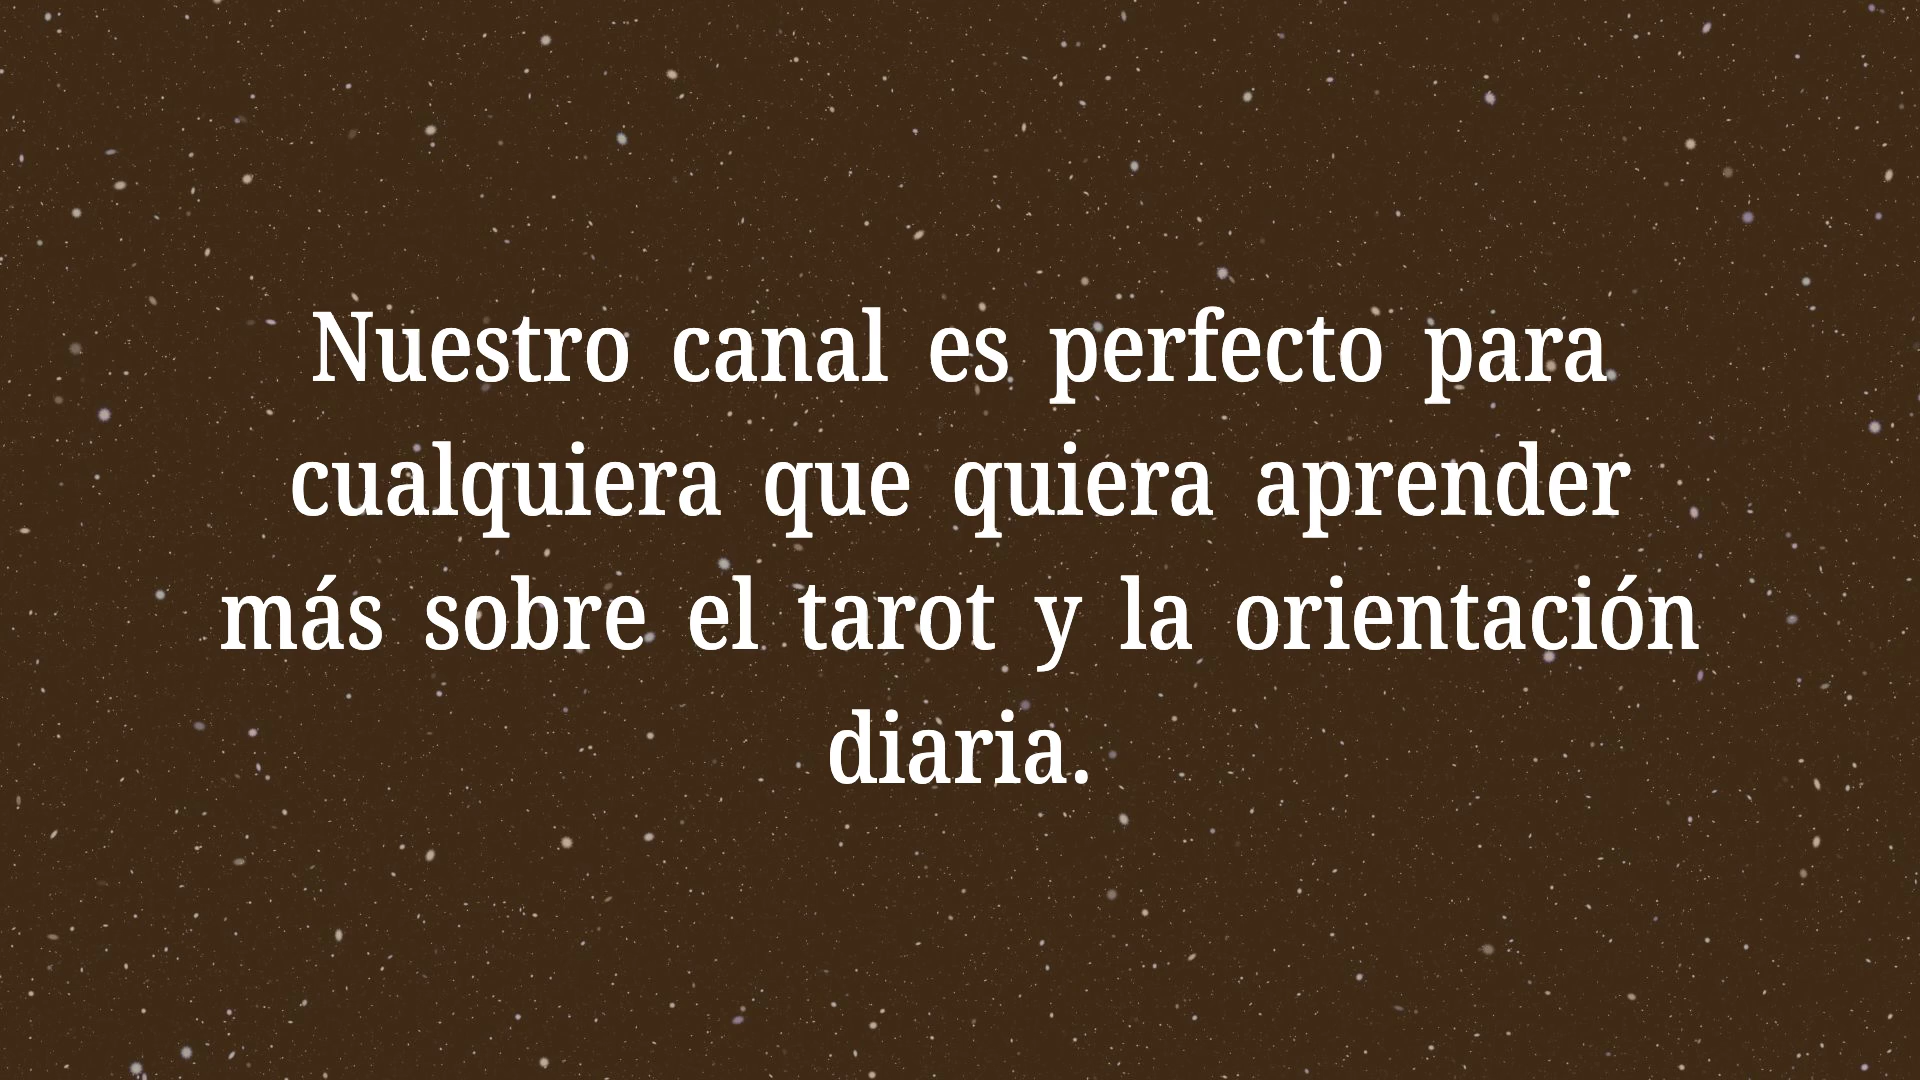 Nuestro canal es perfecto para
cualquiera que quiera aprender
más sobre el tarot y la orientación
diaria.